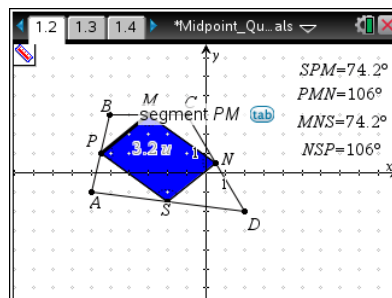 1.2 1.3 1.4 *Midpoint_Qu...als
y
SPM=74.2°
B M C
segment PM tab
PMN=106°
P 3.2 u 1 N
MNS=74.2°
NSP=106°
x
1
A S D